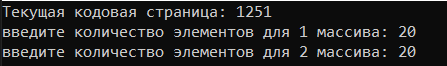 Текущая кодовая страница: 1251
введите количество элементов для 1 массива: 20
введите количество элементов для 2 массива: 20